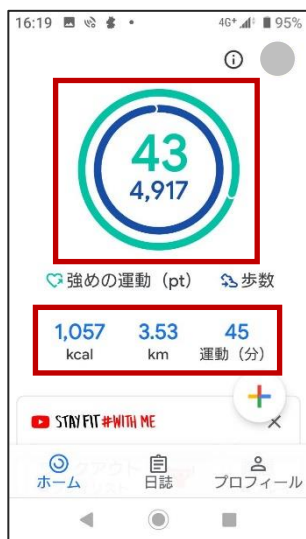 16:19 4G+ 95%
43
4,917
強めの運動（pt） 歩数
1,057 3.53 45
kcal km 運動（分）
STAY FIT #WITH ME
ホーム 日誌 プロフィール